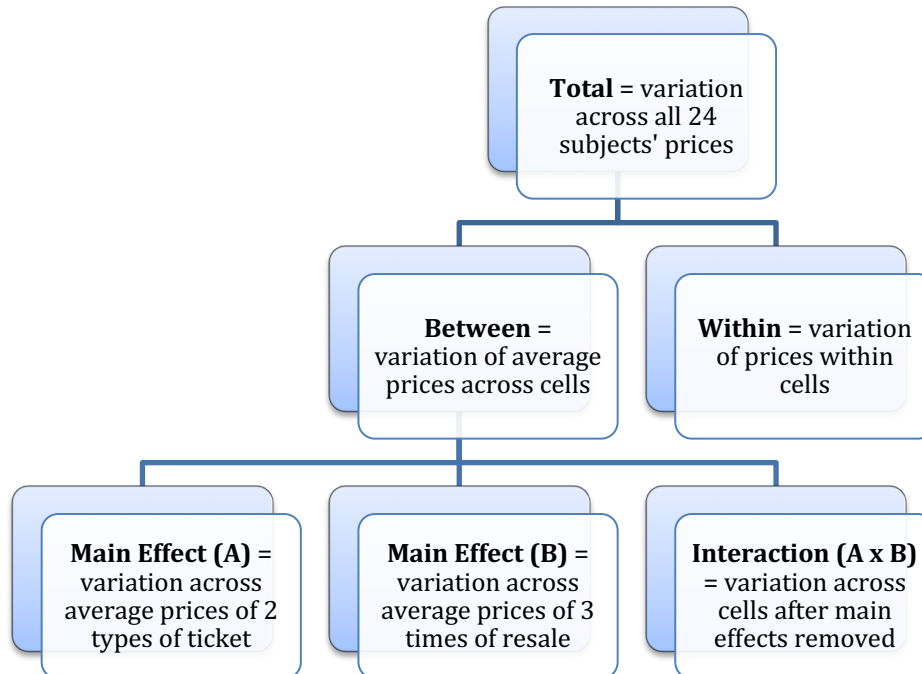 Total = variation
across all 24
subjects' prices
Between =
variation of average
prices across cells
Within = variation
of prices within
cells
Main Effect (A) =
variation across
average prices of 2
types of ticket
Main Effect (B) =
variation across
average prices of 3
times of resale
Interaction (A x B)
= variation across
cells after main
effects removed